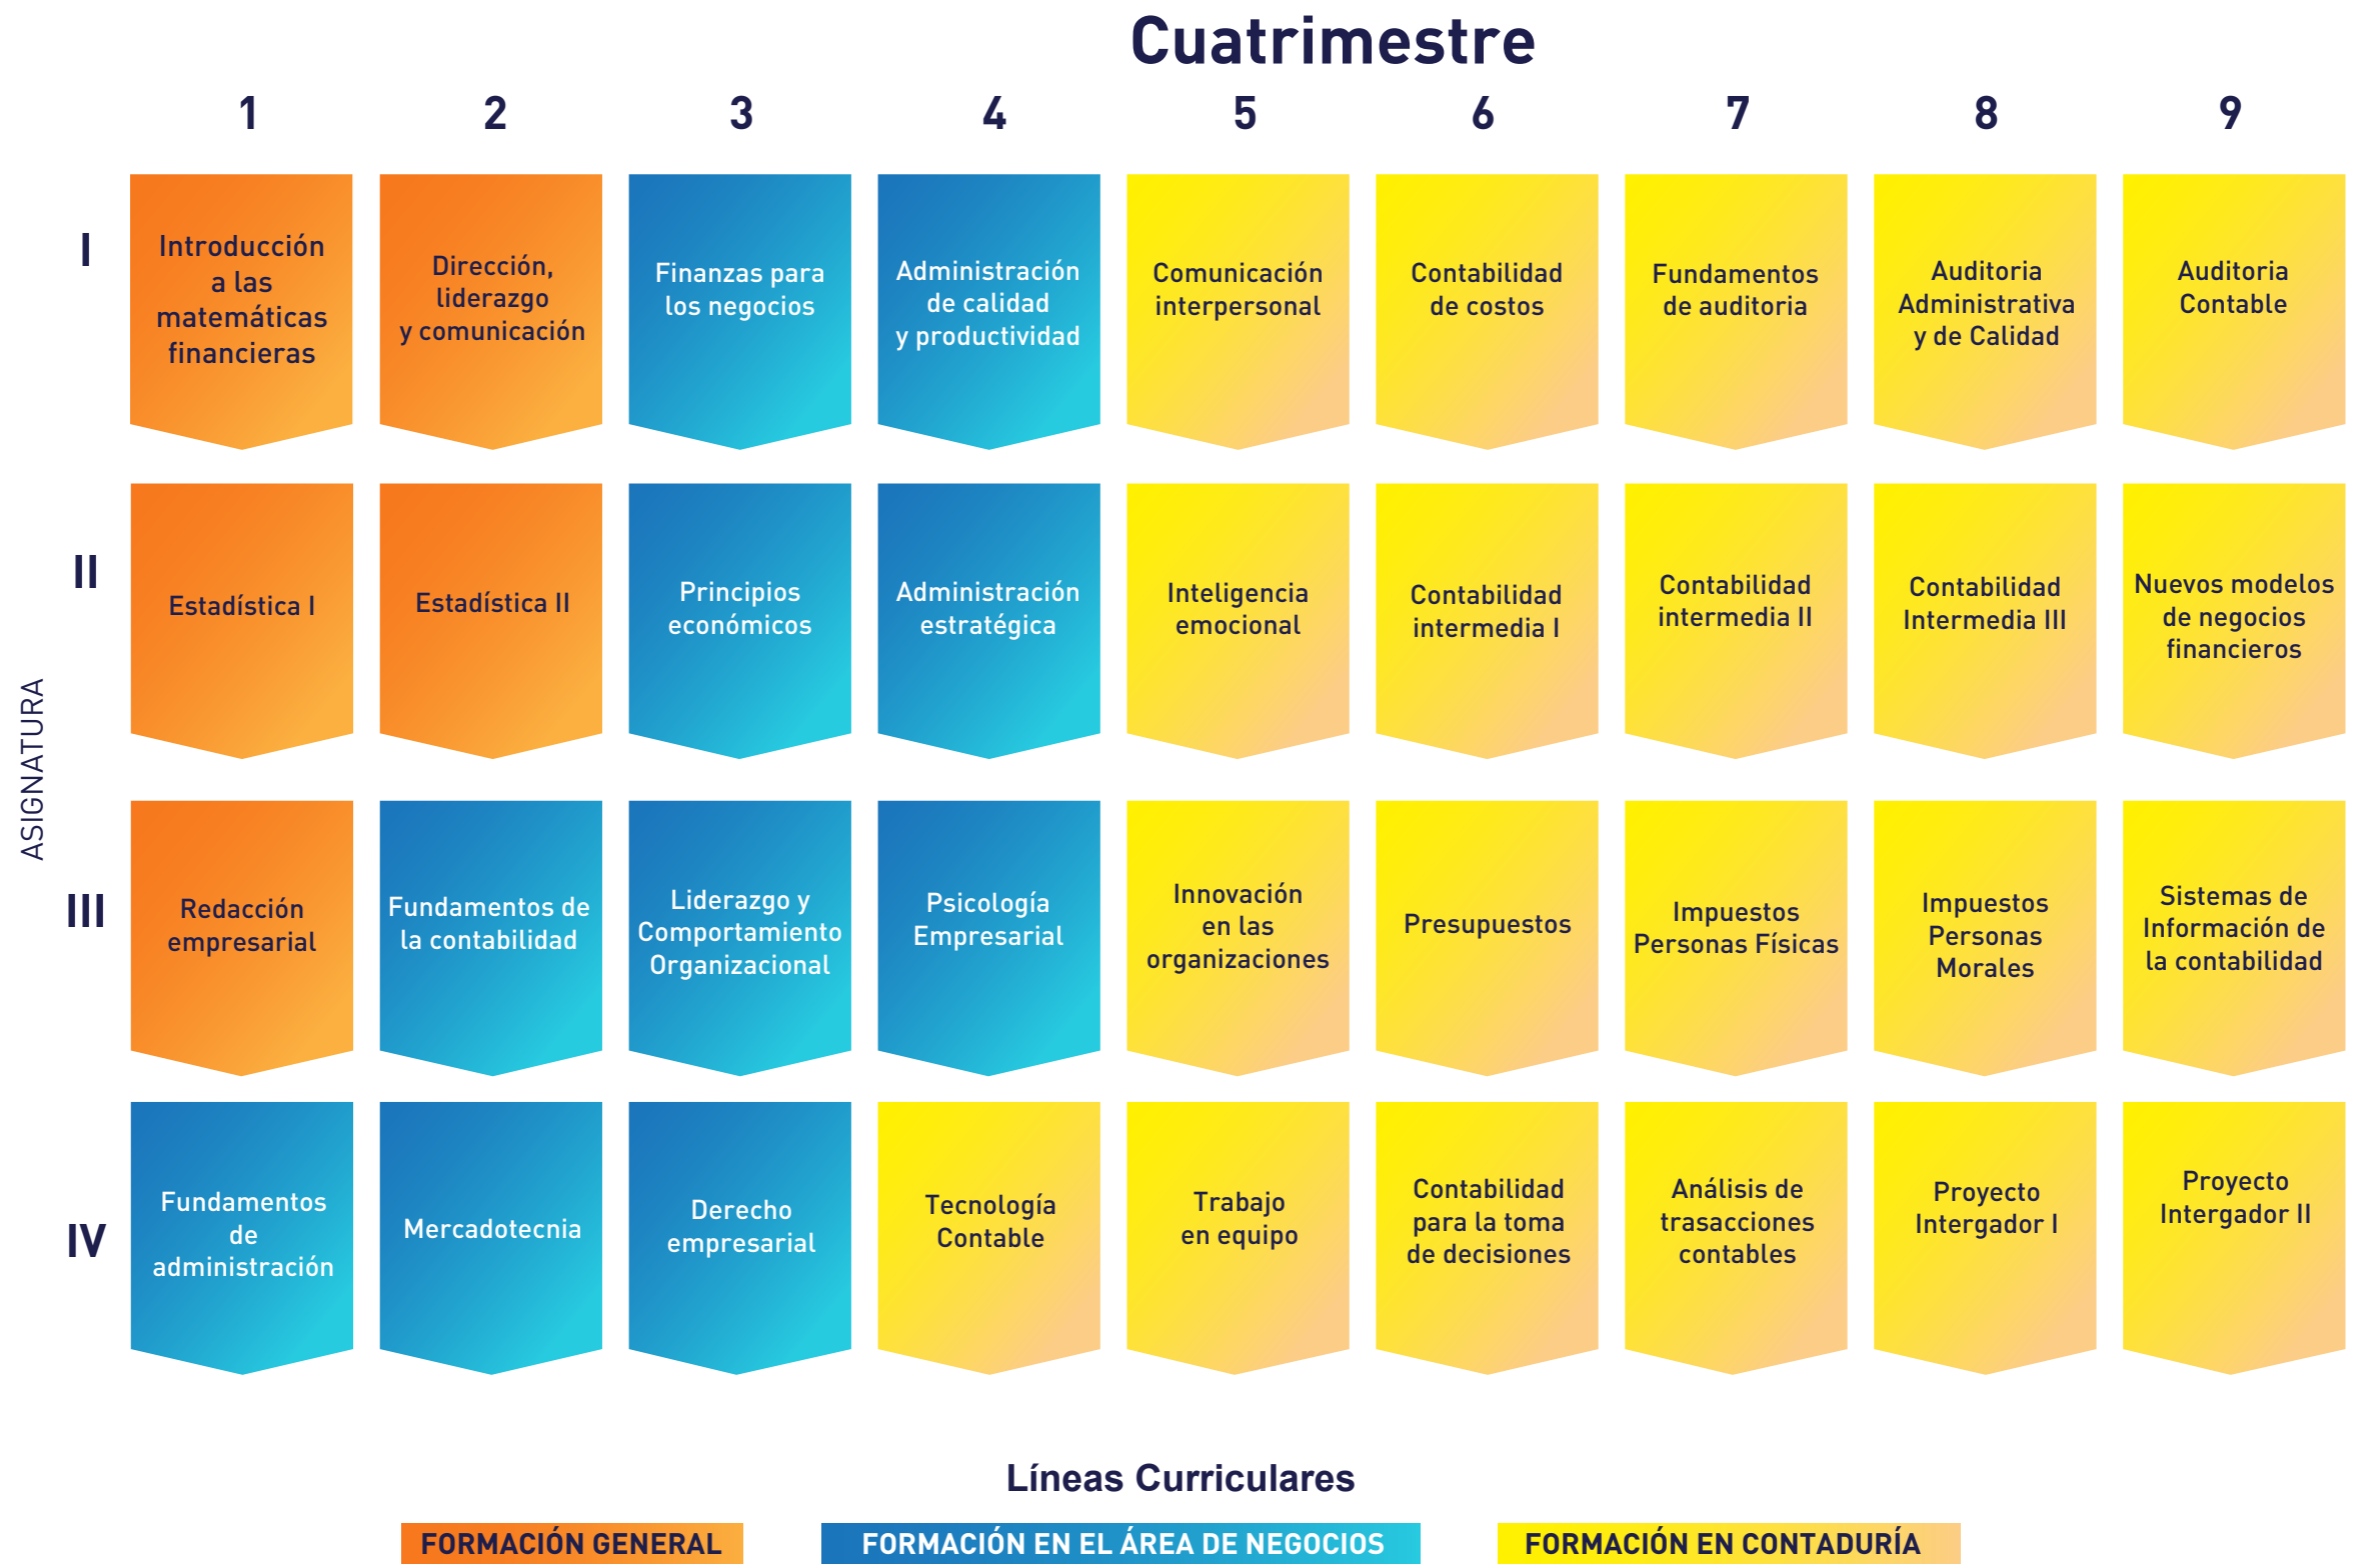 Cuatrimestre
1 2 3 4 5 6 7 8 9
ASIGNATURA
I
Introducción
a las
matemáticas
financieras
Dirección,
liderazgo
y comunicación
Finanzas para
los negocios
Administración
de calidad
y productividad
Comunicación
interpersonal
Contabilidad
de costos
Fundamentos
de auditoria
Auditoria
Administrativa
y de Calidad
Auditoria
Contable
II
Estadística I
Estadística II
Principios
económicos
Administración
estratégica
Inteligencia
emocional
Contabilidad
intermedia I
Contabilidad
intermedia II
Contabilidad
Intermedia III
Nuevos modelos
de negocios
financieros
III
Redacción
empresarial
Fundamentos de
la contabilidad
Liderazgo y
Comportamiento
Organizacional
Psicología
Empresarial
Innovación
en las
organizaciones
Presupuestos
Impuestos
Personas Físicas
Impuestos
Personas
Morales
Sistemas de
Información de
la contabilidad
IV
Fundamentos
de
administración
Mercadotecnia
Derecho
empresarial
Tecnología
Contable
Trabajo
en equipo
Contabilidad
para la toma
de decisiones
Análisis de
trasacciones
contables
Proyecto
Intergador I
Proyecto
Intergador II
Líneas Curriculares
FORMACIÓN GENERAL
FORMACIÓN EN EL ÁREA DE NEGOCIOS
FORMACIÓN EN CONTADURÍA